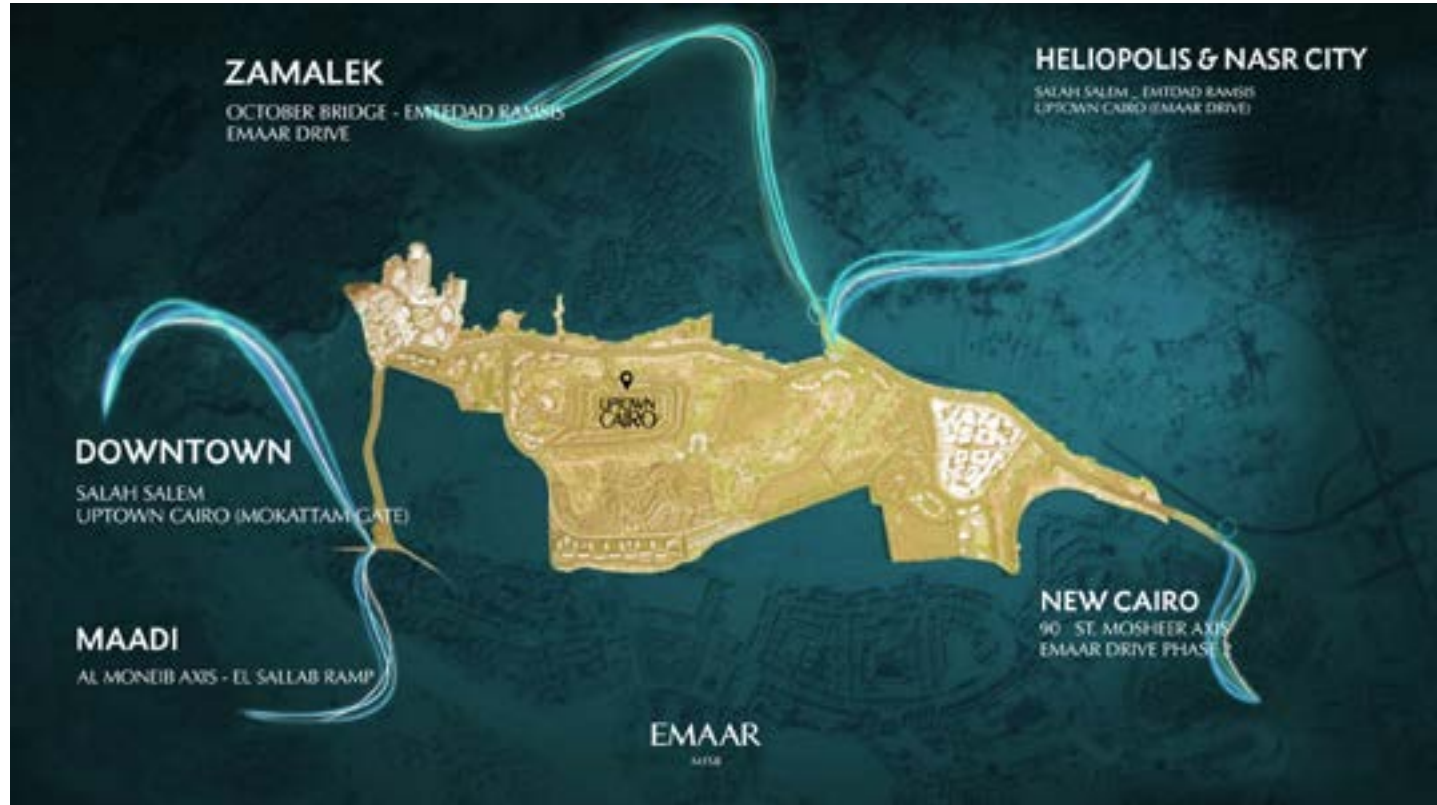 ZAMALEK
OCTOBER BRIDGE - EMTEDAD RAMSIS
EMAAR DRIVE
HELIOPOLIS & NASR CITY
SALAH SALEM _ EMTDAD RAMSIS
UPTOWN CAIRO (EMAAR DRIVE)
UPTOWN
CAIRO
DOWNTOWN
SALAH SALEM
UPTOWN CAIRO (MOKATTAM GATE)
MAADI
AL MONEIB AXIS - EL SALLAB RAMP
NEW CAIRO
90 ST. MOSHEER AXIS
EMAAR DRIVE PHASE 2
EMAAR
MISR